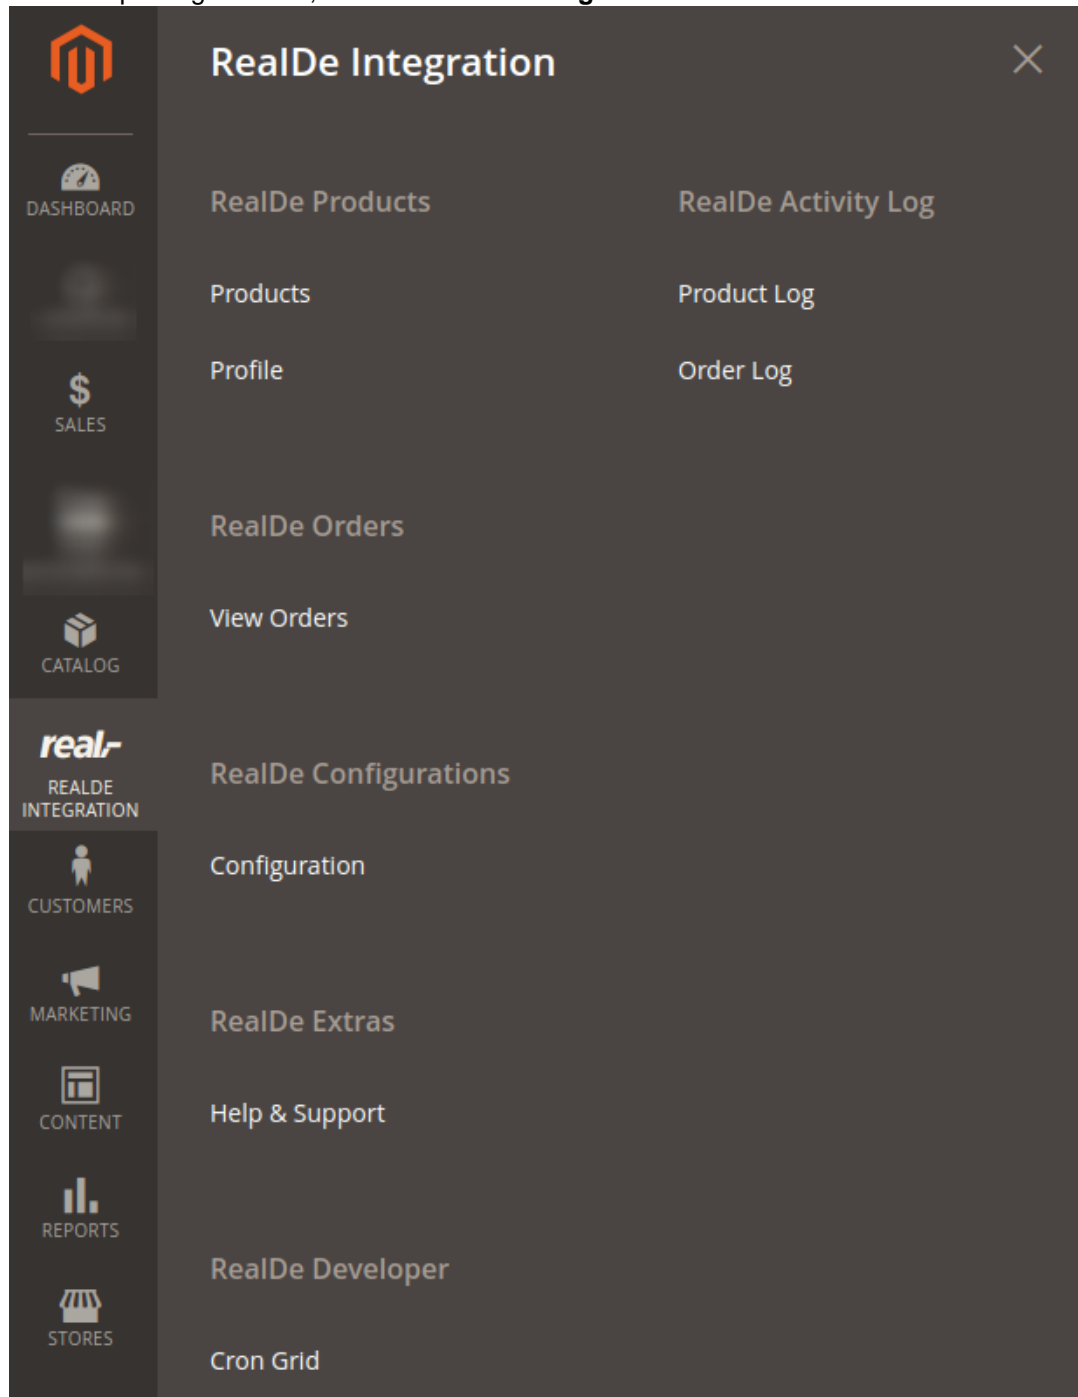 RealDe Integration
DASHBOARD
SALES
CATALOG
real,-
REALDE
INTEGRATION
CUSTOMERS
MARKETING
CONTENT
REPORTS
STORES
RealDe Products
Products
Profile
RealDe Orders
View Orders
RealDe Configurations
Configuration
RealDe Extras
Help & Support
RealDe Developer
Cron Grid
RealDe Activity Log
Product Log
Order Log